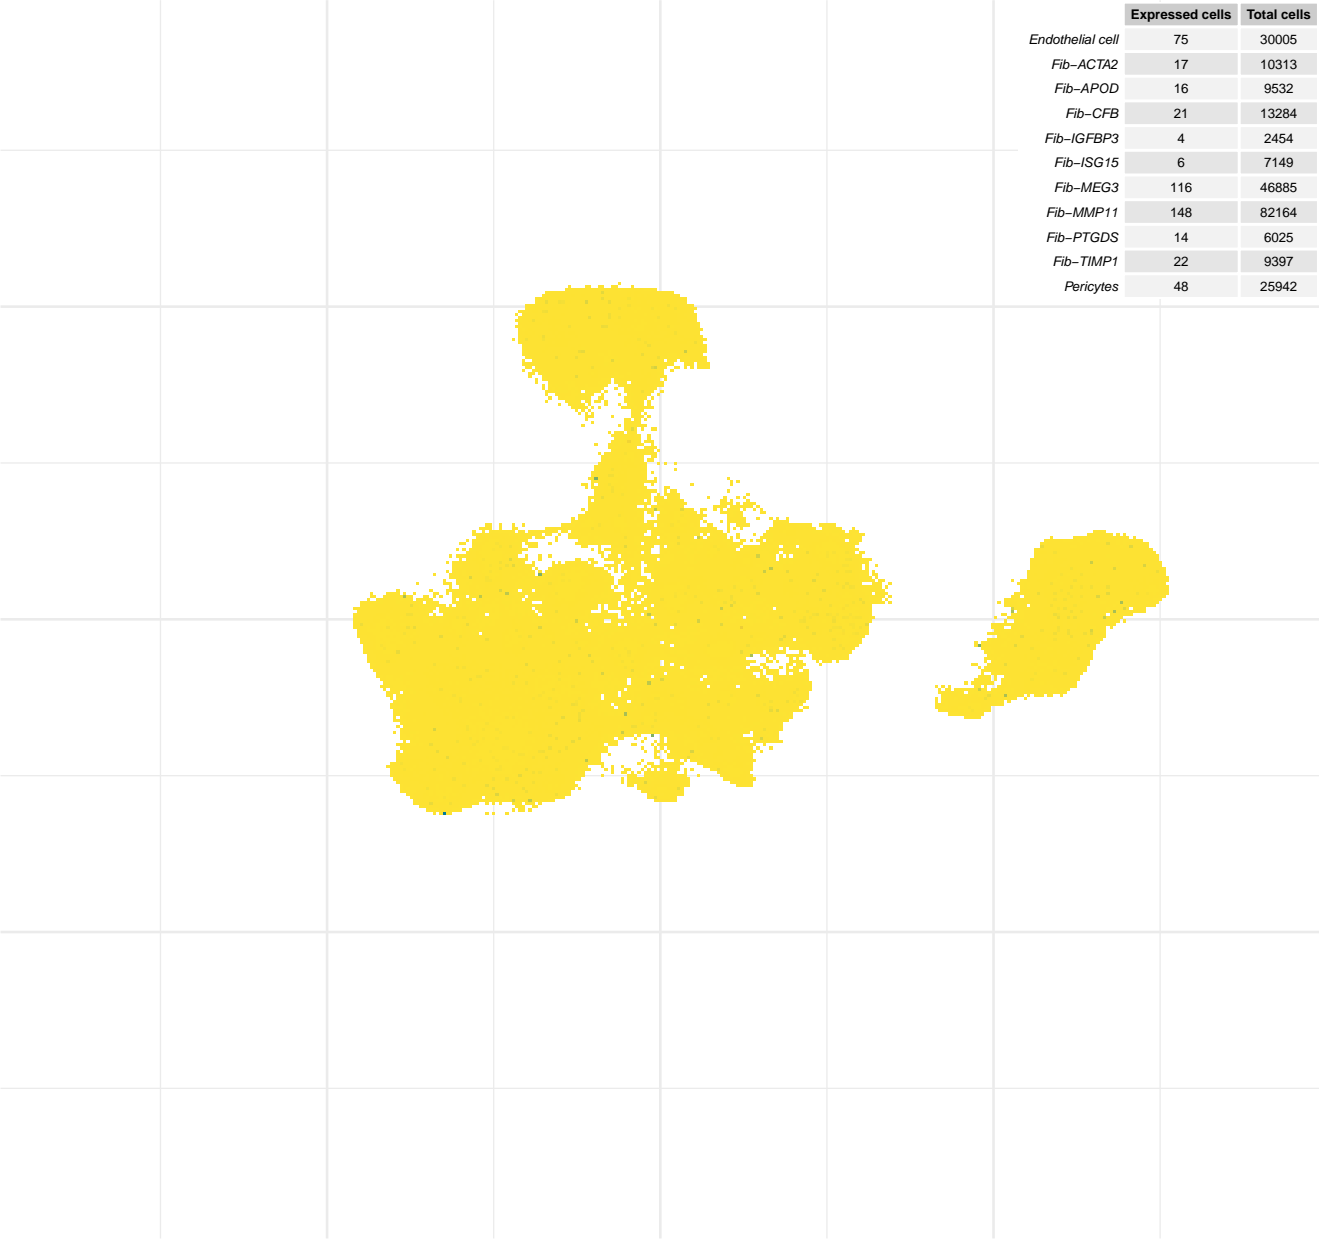 Expressed cells Total cells
Endothelial cell 75 30005
Fib−ACTA2 17 10313
Fib−APOD 16 9532
Fib−CFB 21 13284
Fib−IGFBP3 4 2454
Fib−ISG15 6 7149
Fib−MEG3 116 46885
Fib−MMP11 148 82164
Fib−PTGDS 14 6025
Fib−TIMP1 22 9397
Pericytes 48 25942